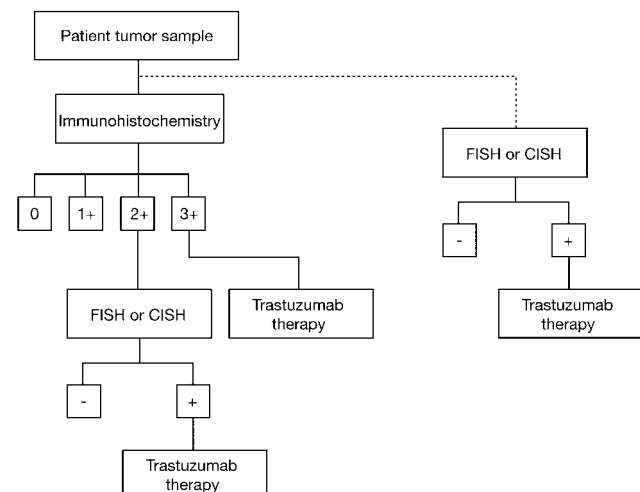 Patient tumor sample
Immunohistochemistry
FISH or CISH
0
1+
2+
3+
-
+
FISH or CISH
Trastuzumab
therapy
Trastuzumab
therapy
-
+
Trastuzumab
therapy